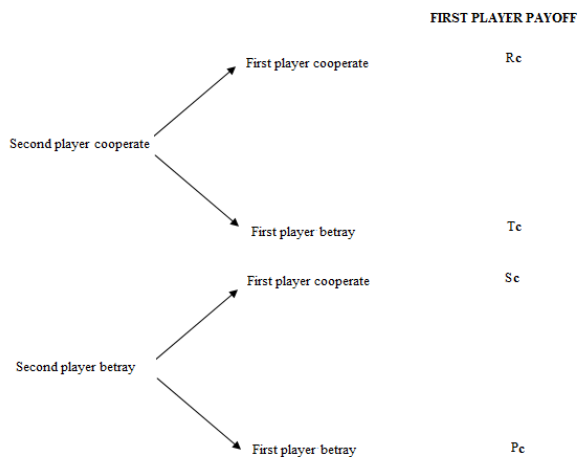 FIRST PLAYER PAYOFF
First player cooperate Rc
Second player cooperate
First player betray Tc
First player cooperate Sc
Second player betray
First player betray Pc